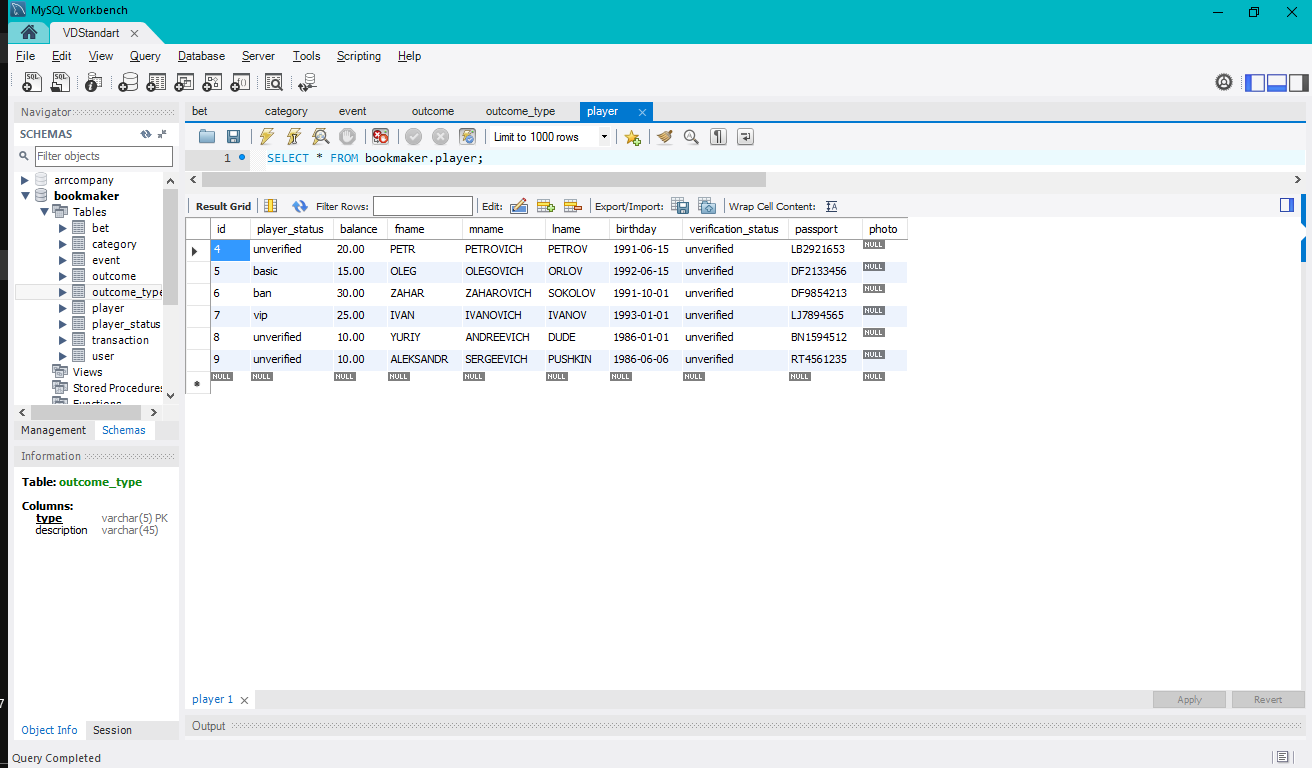 MySQL Workbench
VDStandart
File Edit View Query Database Server Tools Scripting Help
Navigator
SCHEMAS
Filter objects
arrcompany
bookmaker
Tables
bet
category
event
outcome
outcome_type
player
player_status
transaction
user
Views
Stored Procedures
Functions
Management Schemas
Information
Table: outcome_type
Columns:
type varchar(5) PK
description varchar(45)
Object Info Session
bet category event outcome outcome_type player
Limit to 1000 rows
1 SELECT * FROM bookmaker.player;
Result Grid Filter Rows: Edit: Export/Import: Wrap Cell Content:
id player_status balance fname mname lname birthday verification_status passport photo
4 unverified 20.00 PETR PETROVICH PETROV 1991-06-15 unverified LB2921653 NULL
5 basic 15.00 OLEG OLEGOVICH ORLOV 1992-06-15 unverified DF2133456 NULL
6 ban 30.00 ZAHAR ZAHAROVICH SOKOLOV 1991-10-01 unverified DF9854213 NULL
7 vip 25.00 IVAN IVANOVICH IVANOV 1993-01-01 unverified LJ7894565 NULL
8 unverified 10.00 YURIY ANDREEVICH DUDE 1986-01-01 unverified BN1594512 NULL
9 unverified 10.00 ALEKSANDR SERGEEVICH PUSHKIN 1986-06-06 unverified RT4561235 NULL
NULL NULL NULL NULL NULL NULL NULL NULL NULL NULL
player 1
Apply Revert
Output
Query Completed
7